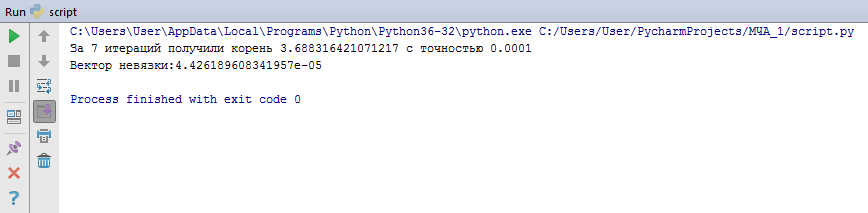 Run script
C:\Users\User\AppData\Local\Programs\Python\Python36-32\python.exe C:/Users/User/PycharmProjects/МЧА_1/script.py
За 7 итераций получили корень 3.688316421071217 с точностью 0.0001
Вектор невязки:4.426189608341957e-05
Process finished with exit code 0